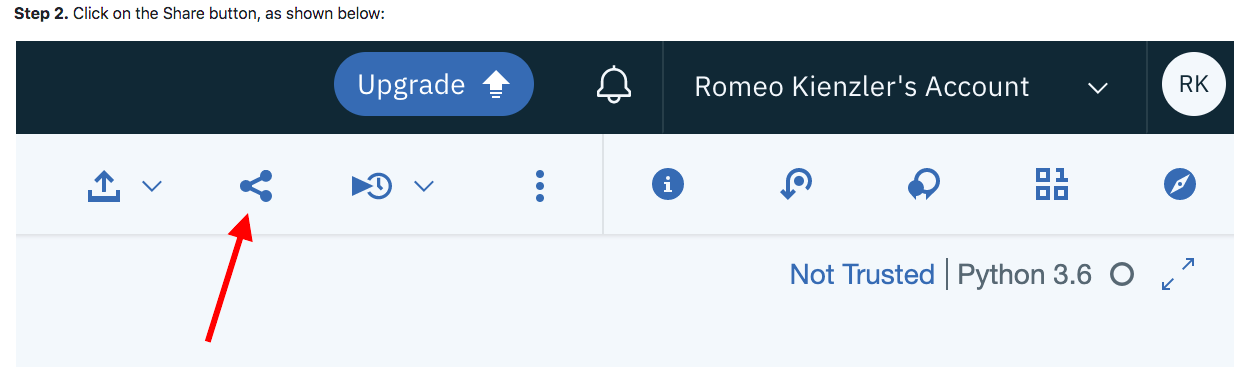 Step 2. Click on the Share button, as shown below:
Upgrade
Romeo Kienzler's Account
RK
Not Trusted | Python 3.6